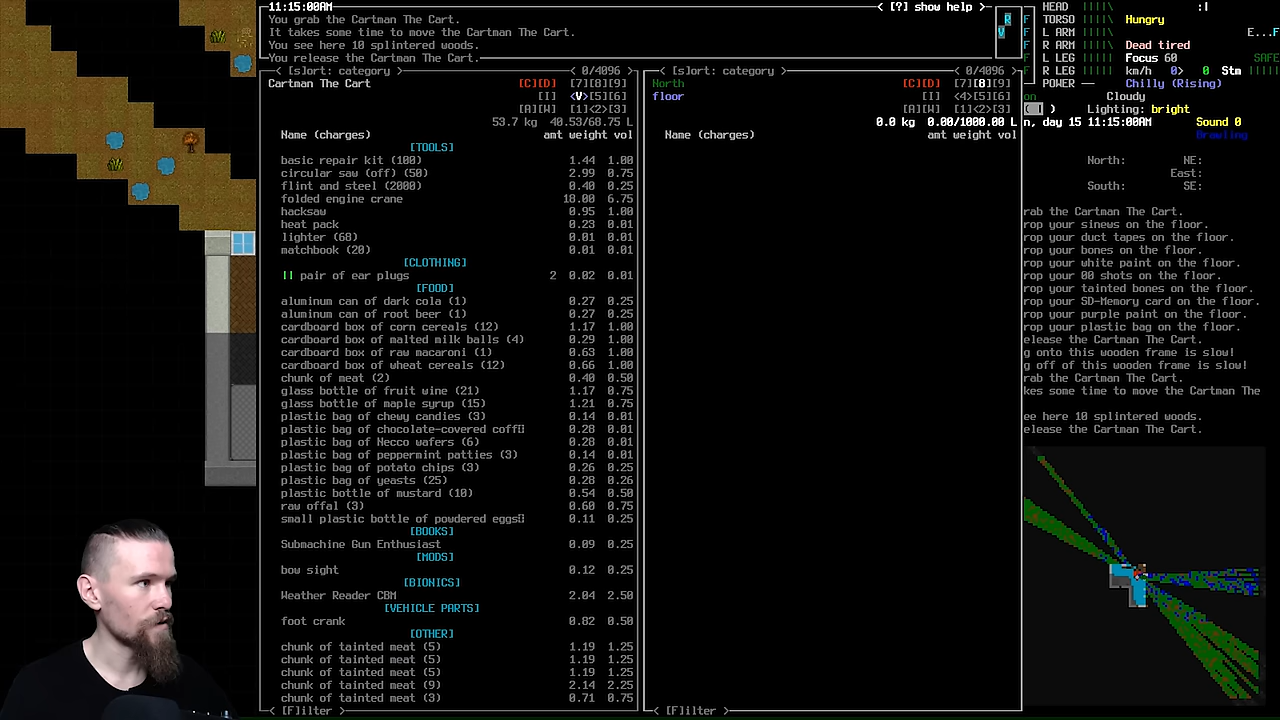 11:15:00AM
< [?] show help >
You grab the Cartman The Cart.
It takes some time to move the Cartman The Cart.
You see here 10 splintered woods.
You release the Cartman The Cart.
R
V
F
F
F
F
F
F
HEAD ||||\ :|
TORSO ||||\ Hungry
L ARM ||||\ E...F
R ARM ||||\ Dead tired
L LEG ||||\ Focus 60 SAFE
R LEG ||||\ km/h 0> 0 Stm
POWER -- Chilly (Rising)
on Cloudy
) Lighting: bright
n, day 15 11:15:00AM Sound 0
Brawling
North: NE:
East:
South: SE:
< [s]ort: category > < 0/4096 >
Cartman The Cart [C][D] [7][8][9]
[I] <V>[5][6]
[A][W] [1][2][3]
53.7 kg 40.53/68.75 L
Name (charges) amt weight vol
[TOOLS]
basic repair kit (100) 1.44 1.00
circular saw (off) (50) 2.99 0.75
flint and steel (2000) 0.40 0.25
folded engine crane 18.00 6.75
hacksaw 0.95 1.00
heat pack 0.23 0.01
lighter (68) 0.01 0.01
matchbook (20) 0.01 0.01
[CLOTHING]
|| pair of ear plugs 2 0.02 0.01
[FOOD]
aluminum can of dark cola (1) 0.27 0.25
aluminum can of root beer (1) 0.27 0.25
cardboard box of corn cereals (12) 1.17 1.00
cardboard box of malted milk balls (4) 0.29 1.00
cardboard box of raw macaroni (1) 0.63 1.00
cardboard box of wheat cereals (12) 0.66 1.00
chunk of meat (2) 0.40 0.50
glass bottle of fruit wine (21) 1.17 0.75
glass bottle of maple syrup (15) 1.21 0.75
plastic bag of chewy candies (3) 0.14 0.01
plastic bag of chocolate-covered coff 0.28 0.01
plastic bag of Necco wafers (6) 0.28 0.01
plastic bag of peppermint patties (3) 0.14 0.01
plastic bag of potato chips (3) 0.26 0.25
plastic bag of yeasts (25) 0.28 0.26
plastic bottle of mustard (10) 0.54 0.50
raw offal (3) 0.60 0.75
small plastic bottle of powdered eggs 0.11 0.25
[BOOKS]
Submachine Gun Enthusiast 0.09 0.25
[MODS]
bow sight 0.12 0.25
[BIONICS]
Weather Reader CBM 2.04 2.50
[VEHICLE PARTS]
foot crank 0.82 0.50
[OTHER]
chunk of tainted meat (5) 1.19 1.25
chunk of tainted meat (5) 1.19 1.25
chunk of tainted meat (5) 1.19 1.25
chunk of tainted meat (9) 2.14 2.25
chunk of tainted meat (3) 0.71 0.75
< [F]ilter >
< [s]ort: category > < 0/4096 >
North [C][D] [7][8][9]
floor [I] <4>[5][6]
[A][W] [1][2][3]
0.0 kg 0.00/1000.00 L
Name (charges) amt weight vol
< [F]ilter >
rab the Cartman The Cart.
rop your sinews on the floor.
rop your duct tapes on the floor.
rop your bones on the floor.
rop your white paint on the floor.
rop your 00 shots on the floor.
rop your tainted bones on the floor.
rop your SD-Memory card on the floor.
rop your purple paint on the floor.
rop your plastic bag on the floor.
elease the Cartman The Cart.
g onto this wooden frame is slow!
g off of this wooden frame is slow!
rab the Cartman The Cart.
kes some time to move the Cartman The
ee here 10 splintered woods.
elease the Cartman The Cart.